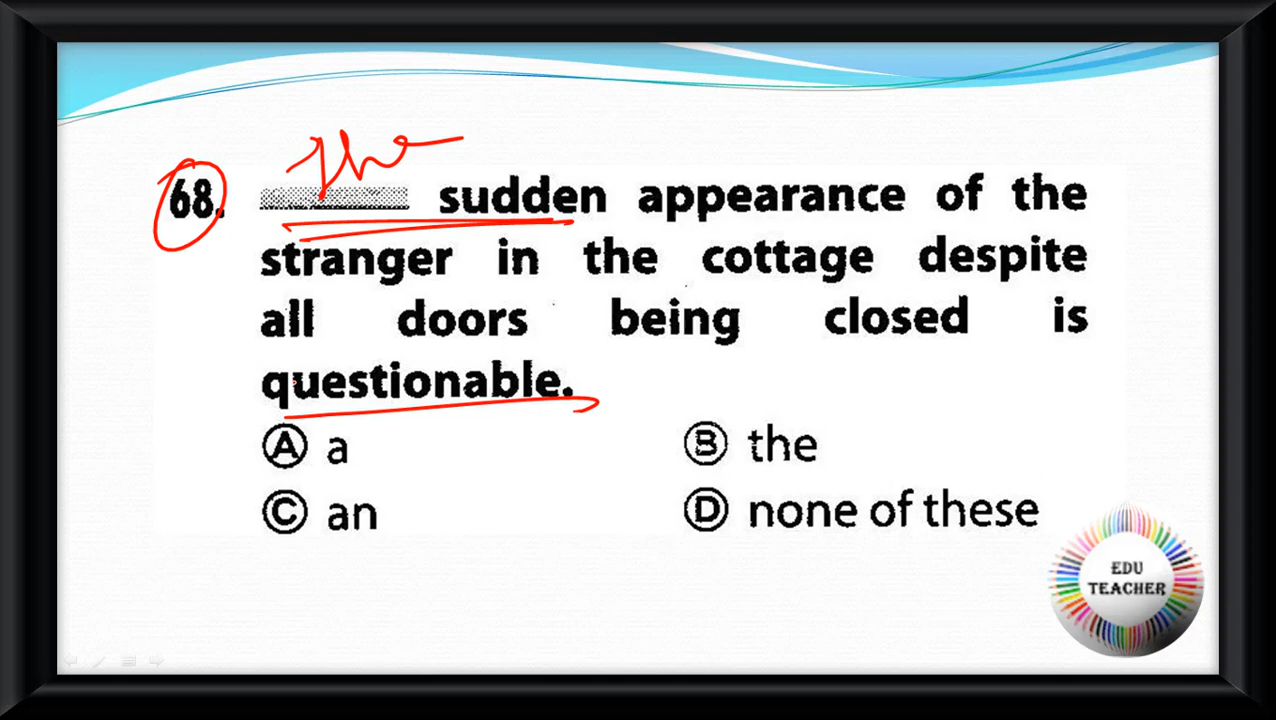 The
68. sudden appearance of the
stranger in the cottage despite
all doors being closed is
questionable.
A a
B the
C an
D none of these
EDU
TEACHER